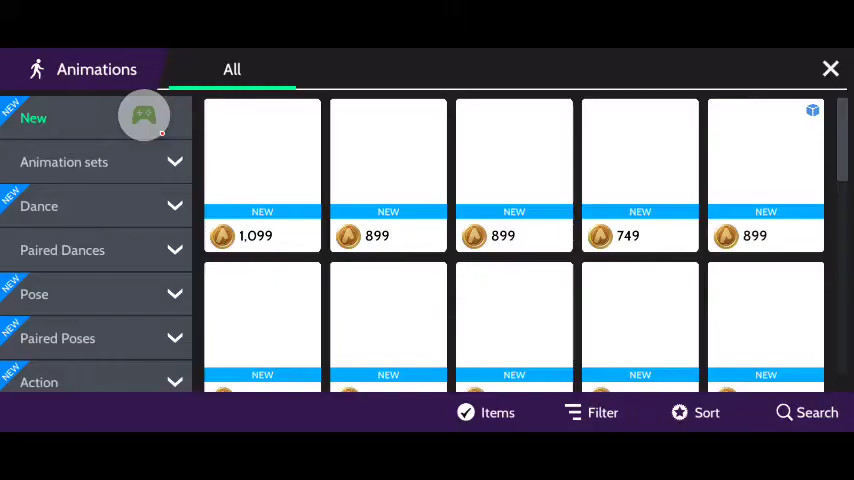 Animations
All
NEW
New
Animation sets
NEW
Dance
Paired Dances
NEW
Pose
NEW
Paired Poses
NEW
Action
NEW
NEW
NEW
NEW
NEW
1,099
899
899
749
899
NEW
NEW
NEW
NEW
NEW
Items
Filter
Sort
Search